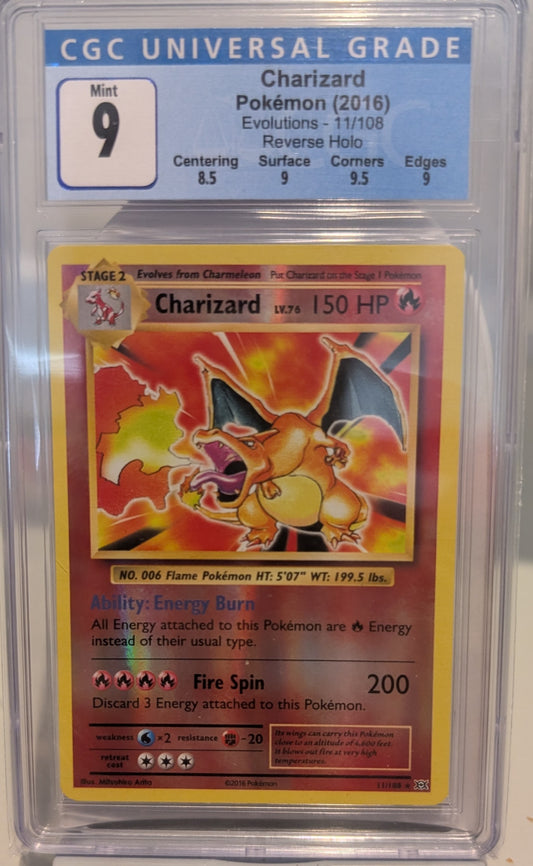 CGC UNIVERSAL GRADE
Mint
9
Charizard
Pokémon (2016)
Evolutions - 11/108
Reverse Holo
Centering Surface Corners Edges
8.5 9 9.5 9
STAGE 2 Evolves from Charmeleon Put Charizard on the Stage 1 Pokémon
Charizard LV.76 150 HP
NO. 006 Flame Pokémon HT: 5'07" WT: 199.5 lbs.
Ability: Energy Burn
All Energy attached to this Pokémon are Energy
instead of their usual type.
Fire Spin 200
Discard 3 Energy attached to this Pokémon.
weakness ×2 resistance -20
retreat
cost
Its wings can carry this Pokémon
close to an altitude of 4,600 feet.
It blows out fire at very high
temperatures.
Illus. Mitsuhiro Arita ©2016 Pokémon 11/108